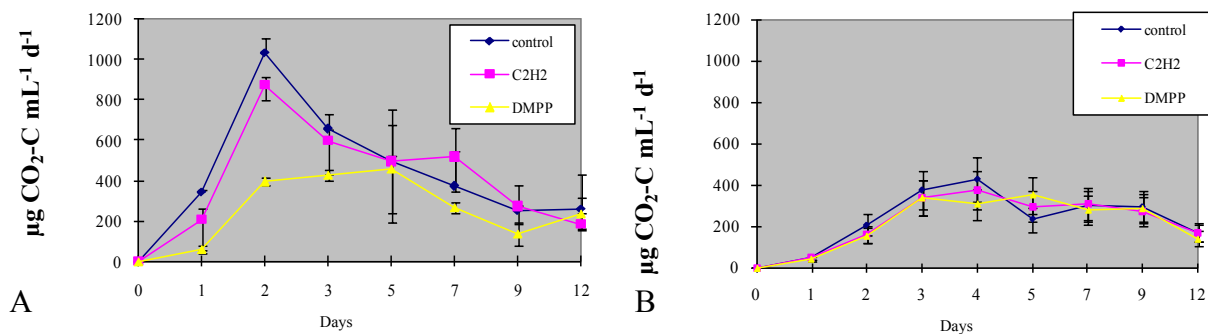 µg CO₂-C mL⁻¹ d⁻¹
1200
1000
800
600
400
200
0
0 1 2 3 5 7 9 12
Days
control
C2H2
DMPP
A
µg CO₂-C mL⁻¹ d⁻¹
1200
1000
800
600
400
200
0
0 1 2 3 4 5 7 9 12
Days
control
C2H2
DMPP
B